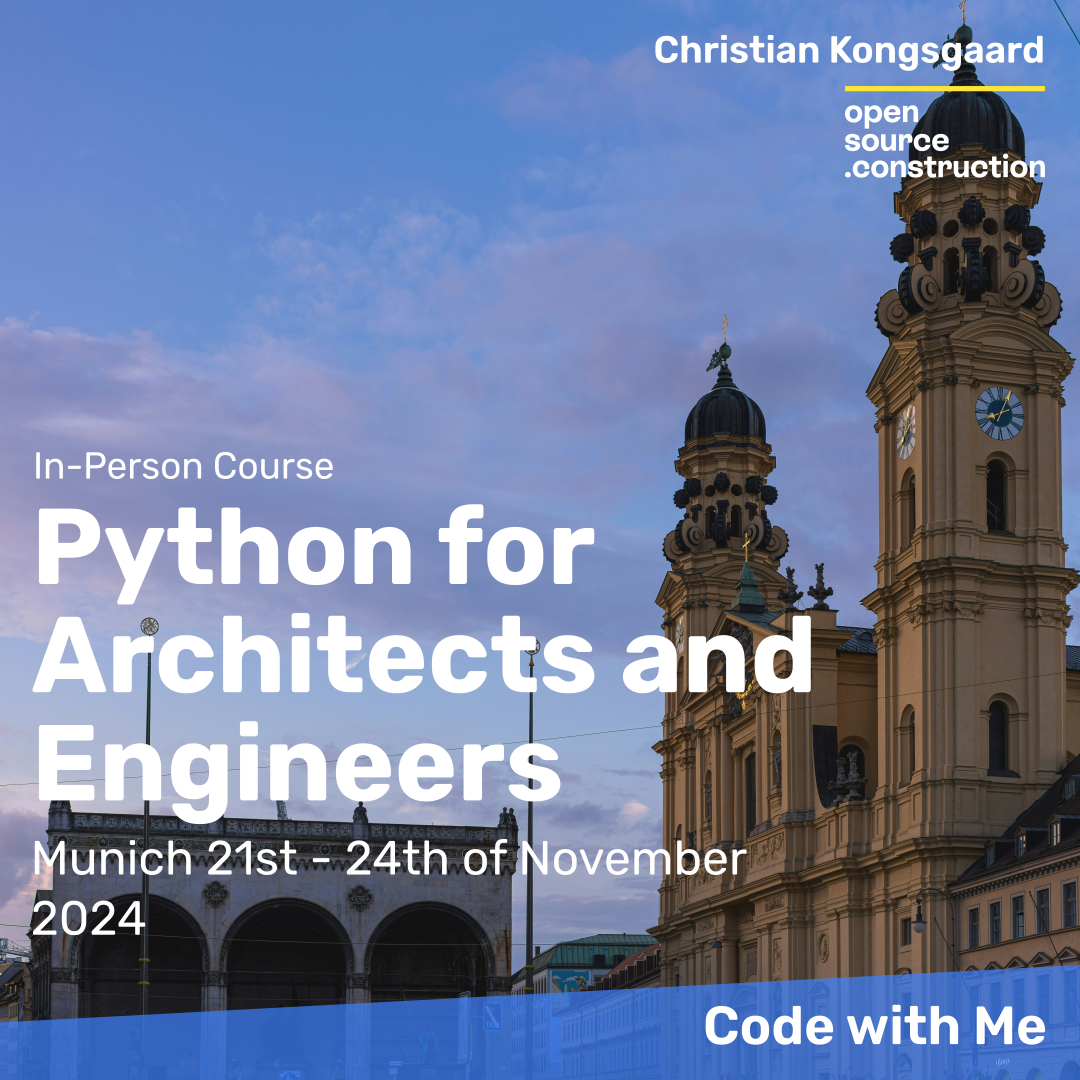 Christian Kongsgaard
open
source
.construction
In-Person Course
Python for
Architects and
Engineers
Munich 21st - 24th of November
2024
Code with Me